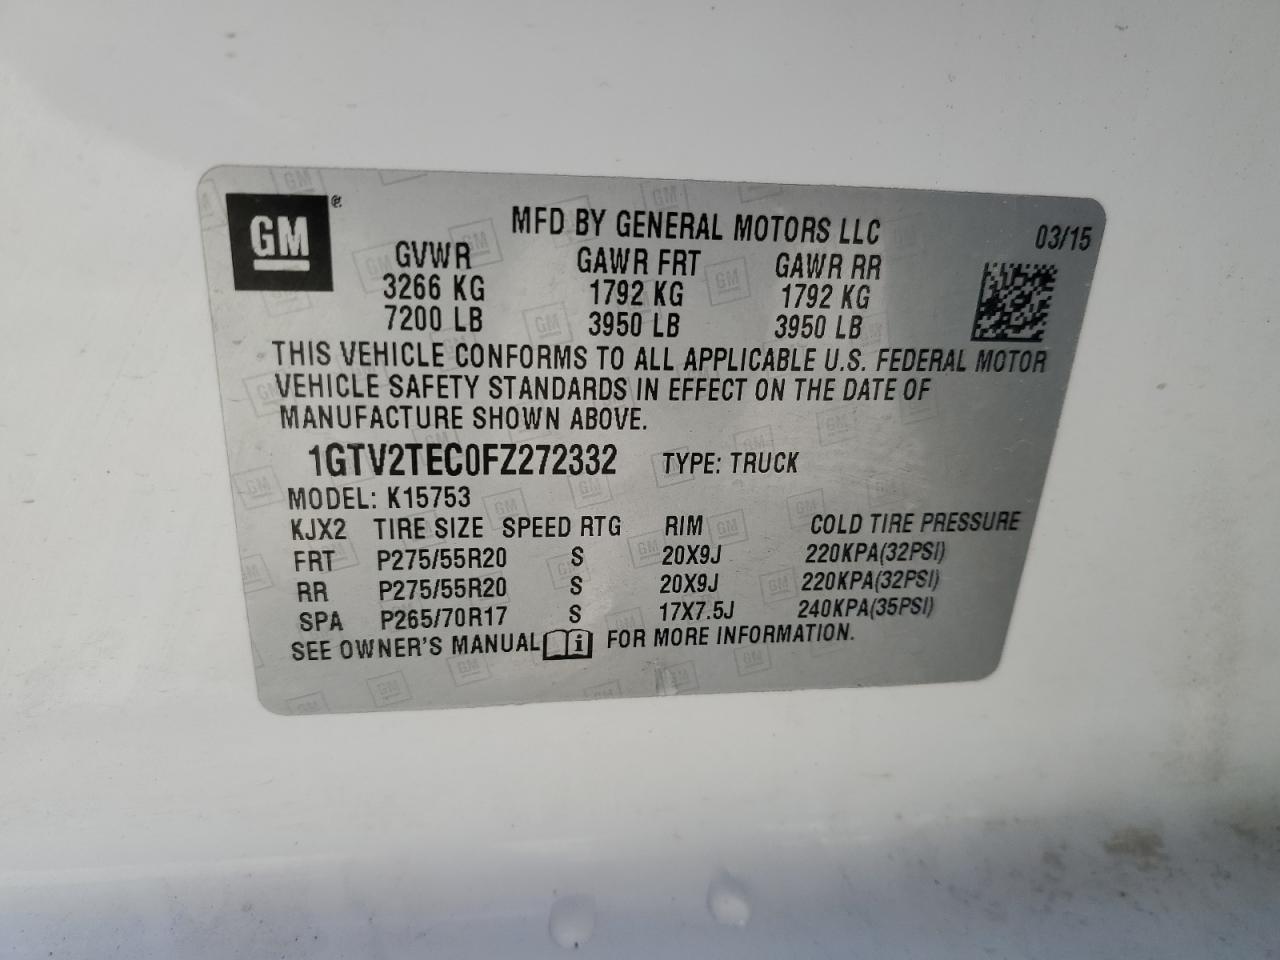 GM®
MFD BY GENERAL MOTORS LLC 03/15
GVWR GAWR FRT GAWR RR
3266 KG 1792 KG 1792 KG
7200 LB 3950 LB 3950 LB
THIS VEHICLE CONFORMS TO ALL APPLICABLE U.S. FEDERAL MOTOR
VEHICLE SAFETY STANDARDS IN EFFECT ON THE DATE OF
MANUFACTURE SHOWN ABOVE.
1GTV2TEC0FZ272332 TYPE: TRUCK
MODEL: K15753
KJX2 TIRE SIZE SPEED RTG RIM COLD TIRE PRESSURE
FRT P275/55R20 S 20X9J 220KPA(32PSI)
RR P275/55R20 S 20X9J 220KPA(32PSI)
SPA P265/70R17 S 17X7.5J 240KPA(35PSI)
SEE OWNER'S MANUAL i FOR MORE INFORMATION.